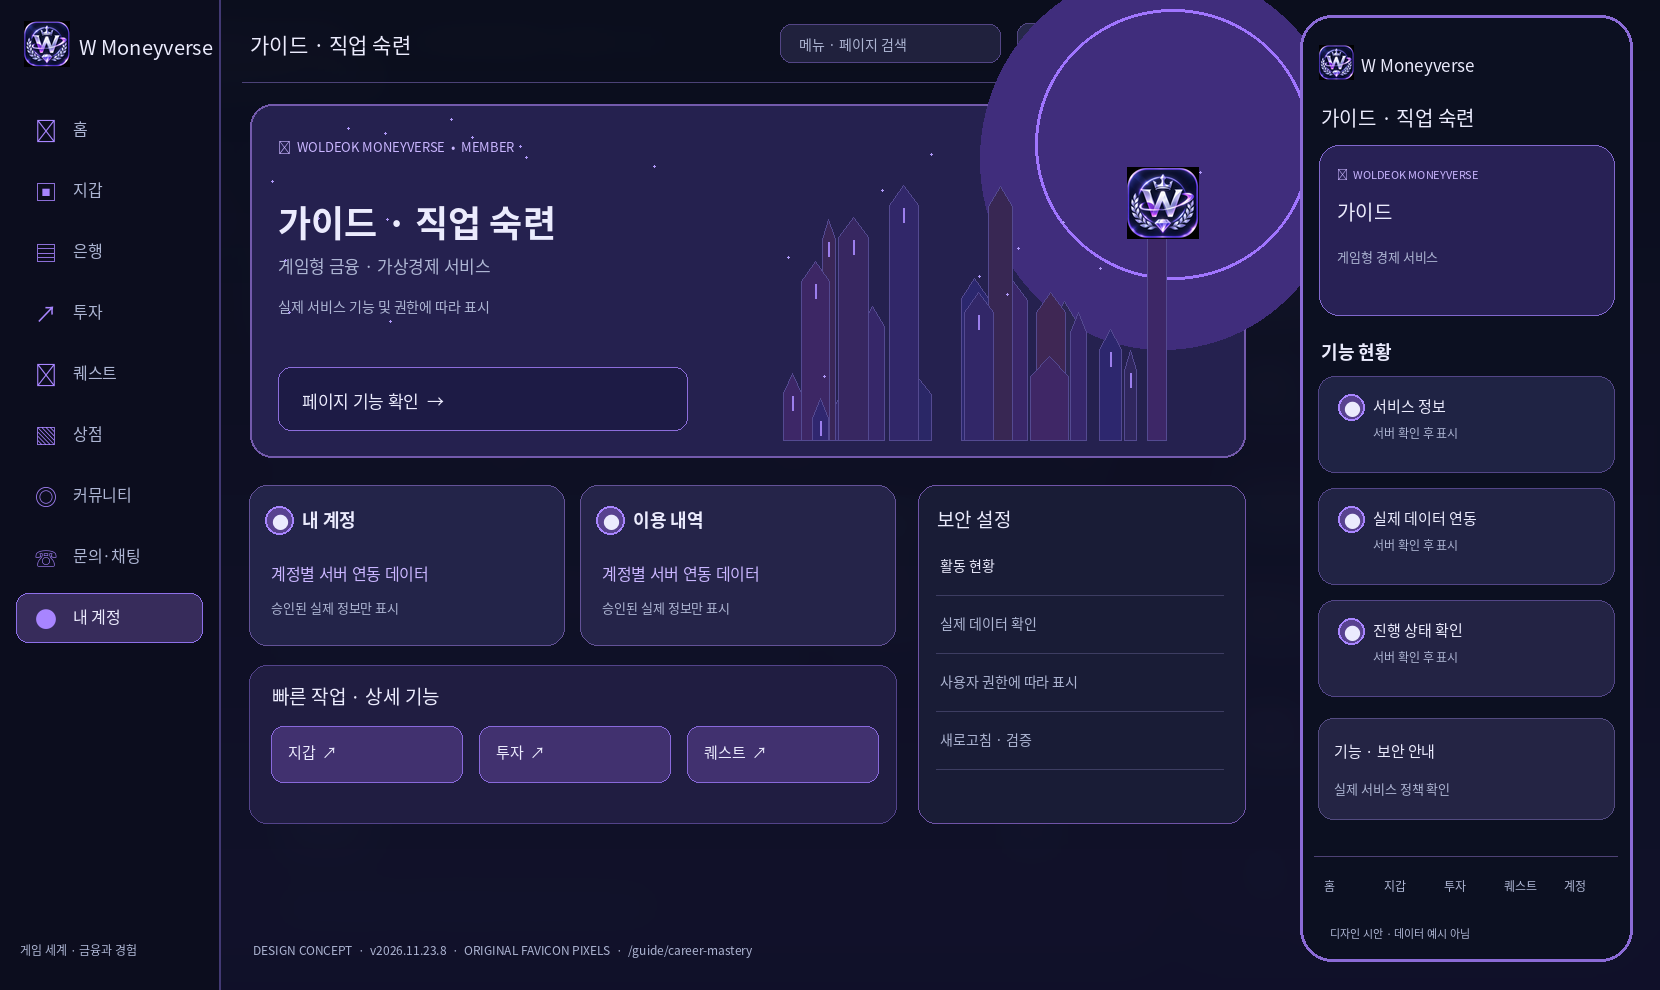 W Moneyverse
홈
지갑
은행
투자
퀘스트
상점
커뮤니티
문의·채팅
내 계정
게임 세계 · 금융과 경험
가이드 · 직업 숙련
메뉴 · 페이지 검색
WOLDEOK MONEYVERSE • MEMBER
가이드 · 직업 숙련
게임형 금융 · 가상경제 서비스
실제 서비스 기능 및 권한에 따라 표시
페이지 기능 확인 →
내 계정
계정별 서버 연동 데이터
승인된 실제 정보만 표시
이용 내역
계정별 서버 연동 데이터
승인된 실제 정보만 표시
보안 설정
활동 현황
실제 데이터 확인
사용자 권한에 따라 표시
새로고침 · 검증
빠른 작업 · 상세 기능
지갑 ↗
투자 ↗
퀘스트 ↗
DESIGN CONCEPT · v2026.11.23.8 · ORIGINAL FAVICON PIXELS · /guide/career-mastery
W Moneyverse
가이드 · 직업 숙련
WOLDEOK MONEYVERSE
가이드
게임형 경제 서비스
기능 현황
서비스 정보
서버 확인 후 표시
실제 데이터 연동
서버 확인 후 표시
진행 상태 확인
서버 확인 후 표시
기능 · 보안 안내
실제 서비스 정책 확인
홈 지갑 투자 퀘스트 계정
디자인 시안 · 데이터 예시 아님